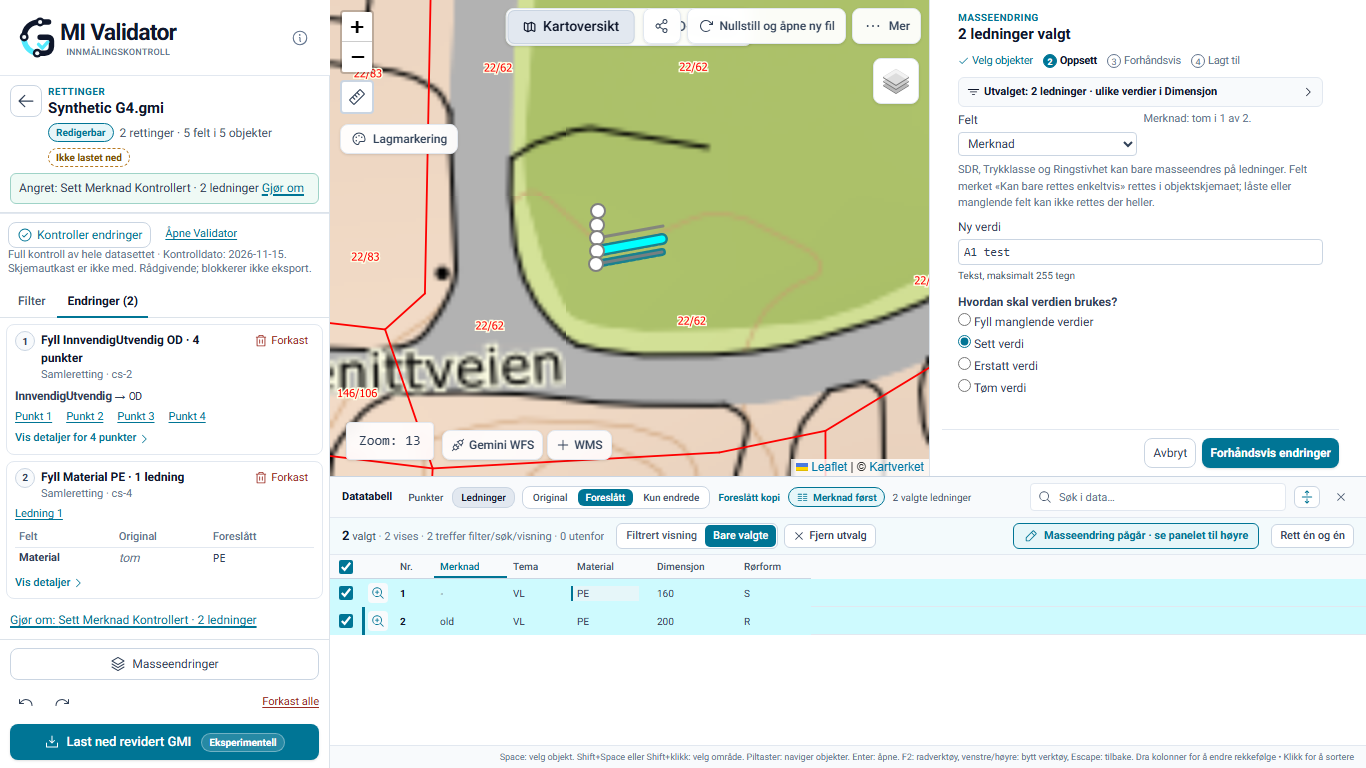 MI Validator
INNMÅLINGSKONTROLL
RETTINGER
Synthetic G4.gmi
Redigerbar 2 rettinger · 5 felt i 5 objekter
Ikke lastet ned
Angret: Sett Merknad Kontrollert · 2 ledninger Gjør om
Kontroller endringer Åpne Validator
Full kontroll av hele datasettet · Kontrolldato: 2026-11-15.
Skjemautkast er ikke med. Rådgivende; blokkerer ikke eksport.
Filter Endringer (2)
1 Fyll InnvendigUtvendig OD · 4
punkter
Forkast
Samleretting · cs-2
InnvendigUtvendig → OD
Punkt 1 Punkt 2 Punkt 3 Punkt 4
Vis detaljer for 4 punkter
2 Fyll Material PE · 1 ledning Forkast
Samleretting · cs-4
Ledning 1
Felt Original Foreslått
Material tom PE
Vis detaljer
Gjør om: Sett Merknad Kontrollert · 2 ledninger
Masseendringer
Forkast alle
Last ned revidert GMI Eksperimentell
+
−
Kartoversikt
Nullstill og åpne ny fil
··· Mer
Lagmarkering
22/83
22/62
22/62
22/83
22/62
22/62
22/
146/106
nittveien
Zoom: 13
Gemini WFS
+ WMS
Leaflet | © Kartverket
MASSEENDRING
2 ledninger valgt
Velg objekter 2 Oppsett 3 Forhåndsvis 4 Lagt til
Utvalget: 2 ledninger · ulike verdier i Dimensjon
Felt
Merknad: tom i 1 av 2.
Merknad
SDR, Trykklasse og Ringstivhet kan bare masseendres på ledninger. Felt
merket «Kan bare rettes enkeltvis» rettes i objektskjemaet; låste eller
manglende felt kan ikke rettes der heller.
Ny verdi
A1 test
Tekst, maksimalt 255 tegn
Hvordan skal verdien brukes?
Fyll manglende verdier
Sett verdi
Erstatt verdi
Tøm verdi
Avbryt Forhåndsvis endringer
Datatabell Punkter Ledninger Original Foreslått Kun endrede Foreslått kopi Merknad først 2 valgte ledninger Søk i data…
2 valgt · 2 vises · 2 treffer filter/søk/visning · 0 utenfor Filtrert visning Bare valgte Fjern utvalg Masseendring pågår · se panelet til høyre Rett én og én
Nr. Merknad Tema Material Dimensjon Rørform
1 · VL PE 160 S
2 old VL PE 200 R
Space: velg objekt. Shift+Space eller Shift+klikk: velg område. Piltaster: naviger objekter. Enter: åpne. F2: radverktøy, venstre/høyre: bytt verktøy, Escape: tilbake. Dra kolonner for å endre rekkefølge • Klikk for å sortere